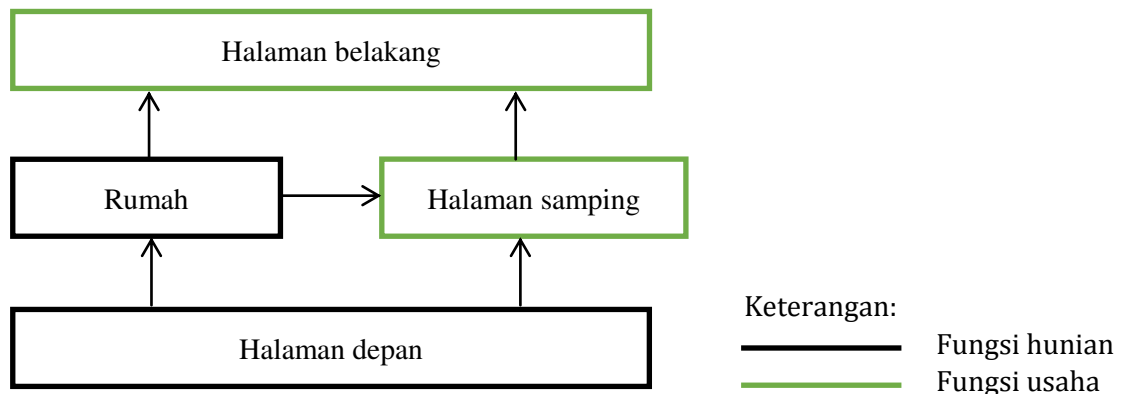 Halaman belakang
Rumah
Halaman samping
Halaman depan
Keterangan:
Fungsi hunian
Fungsi usaha